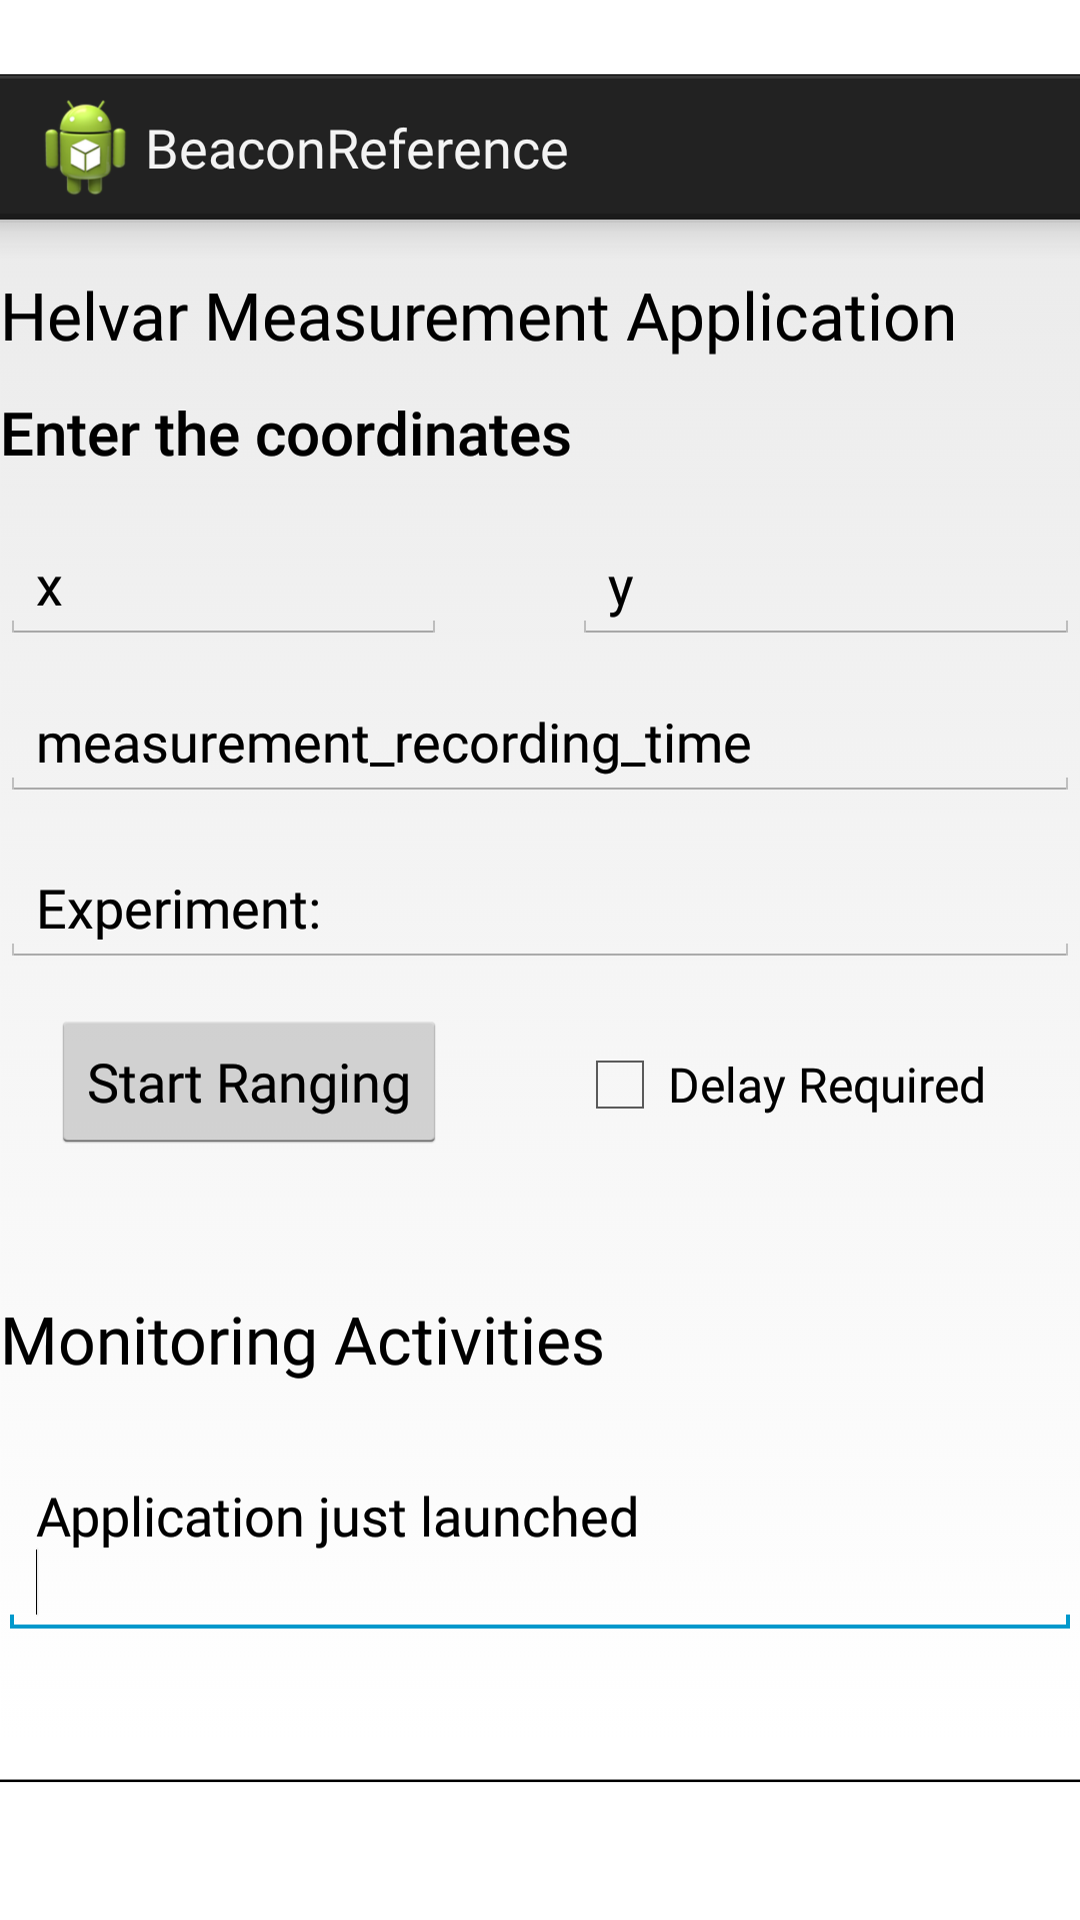 BeaconReference
Helvar Measurement Application
Enter the coordinates
x y
measurement_recording_time
Experiment:
Start Ranging Delay Required
Monitoring Activities
Application just launched